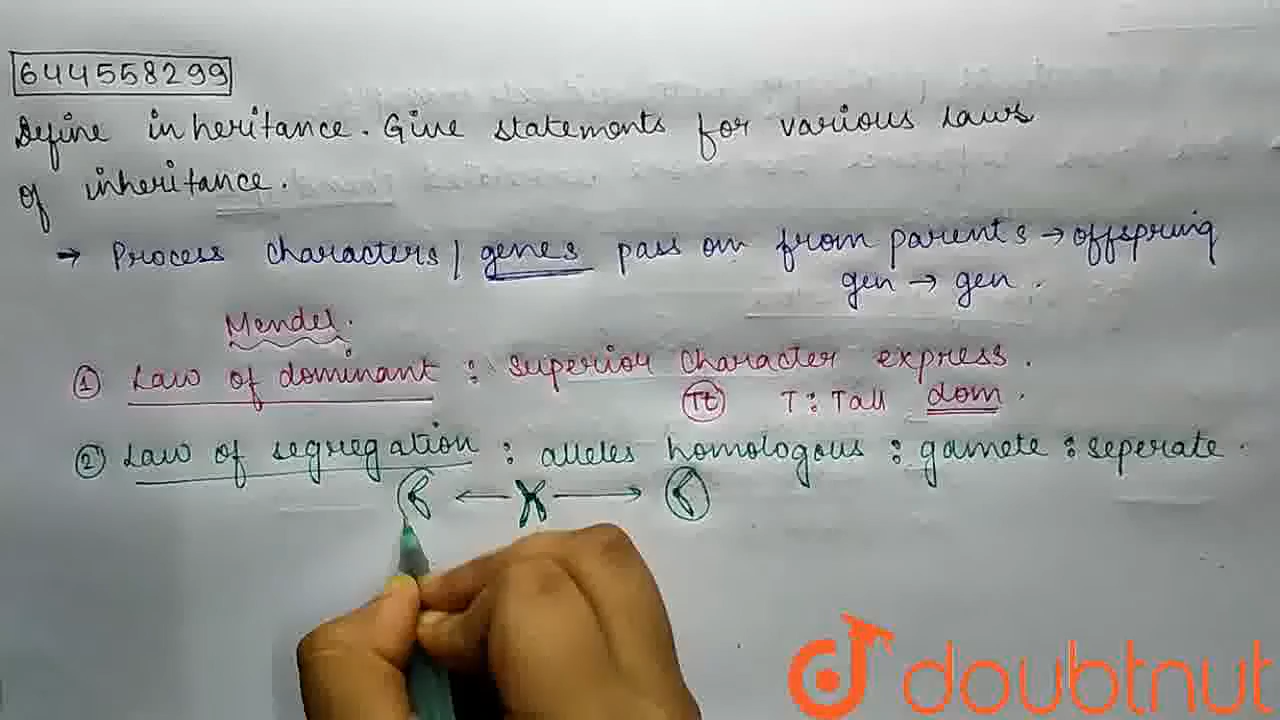 644558299
Define inheritance. Give statements for various laws
of inheritance.
→ Process characters/genes pass on from parents → offspring
gen → gen.
Mendel.
① Law of dominant : superior character express.
Tt T : Tall dom.
② Law of segregation : alleles homologous : gamete : seperate.
doubtnut